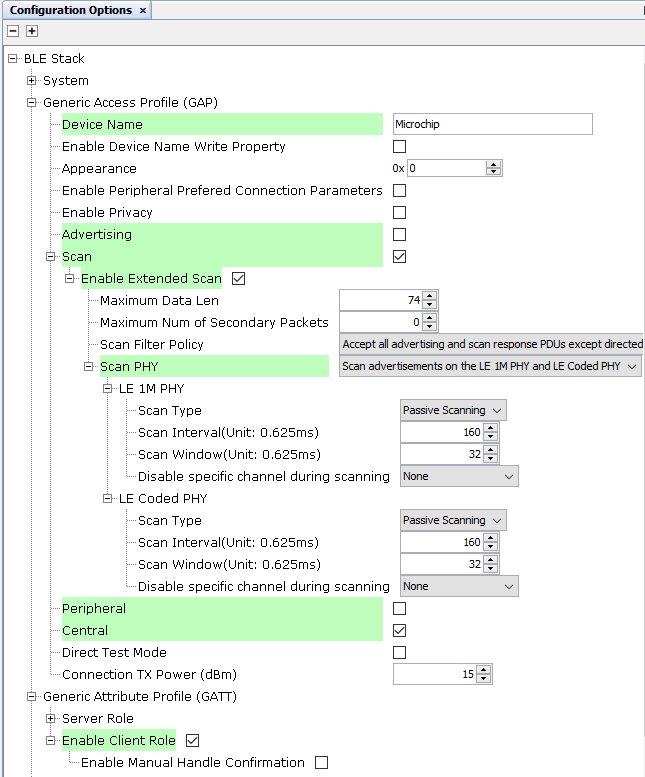 Configuration Options
BLE Stack
System
Generic Access Profile (GAP)
Device Name Microchip
Enable Device Name Write Property
Appearance 0x 0
Enable Peripheral Prefered Connection Parameters
Enable Privacy
Advertising
Scan
Enable Extended Scan
Maximum Data Len 74
Maximum Num of Secondary Packets 0
Scan Filter Policy Accept all advertising and scan response PDUs except directed
Scan PHY Scan advertisements on the LE 1M PHY and LE Coded PHY
LE 1M PHY
Scan Type Passive Scanning
Scan Interval(Unit: 0.625ms) 160
Scan Window(Unit: 0.625ms) 32
Disable specific channel during scanning None
LE Coded PHY
Scan Type Passive Scanning
Scan Interval(Unit: 0.625ms) 160
Scan Window(Unit: 0.625ms) 32
Disable specific channel during scanning None
Peripheral
Central
Direct Test Mode
Connection TX Power (dBm) 15
Generic Attribute Profile (GATT)
Server Role
Enable Client Role
Enable Manual Handle Confirmation